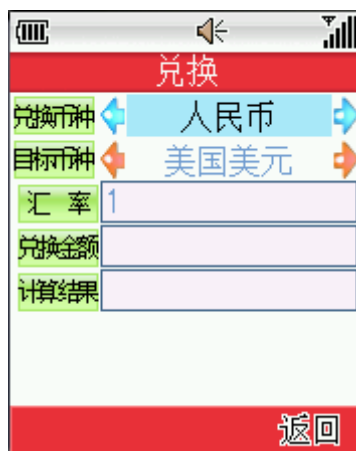 兑换
兑换币种 人民币
目标币种 美国美元
汇 率 1
兑换金额
计算结果
返回